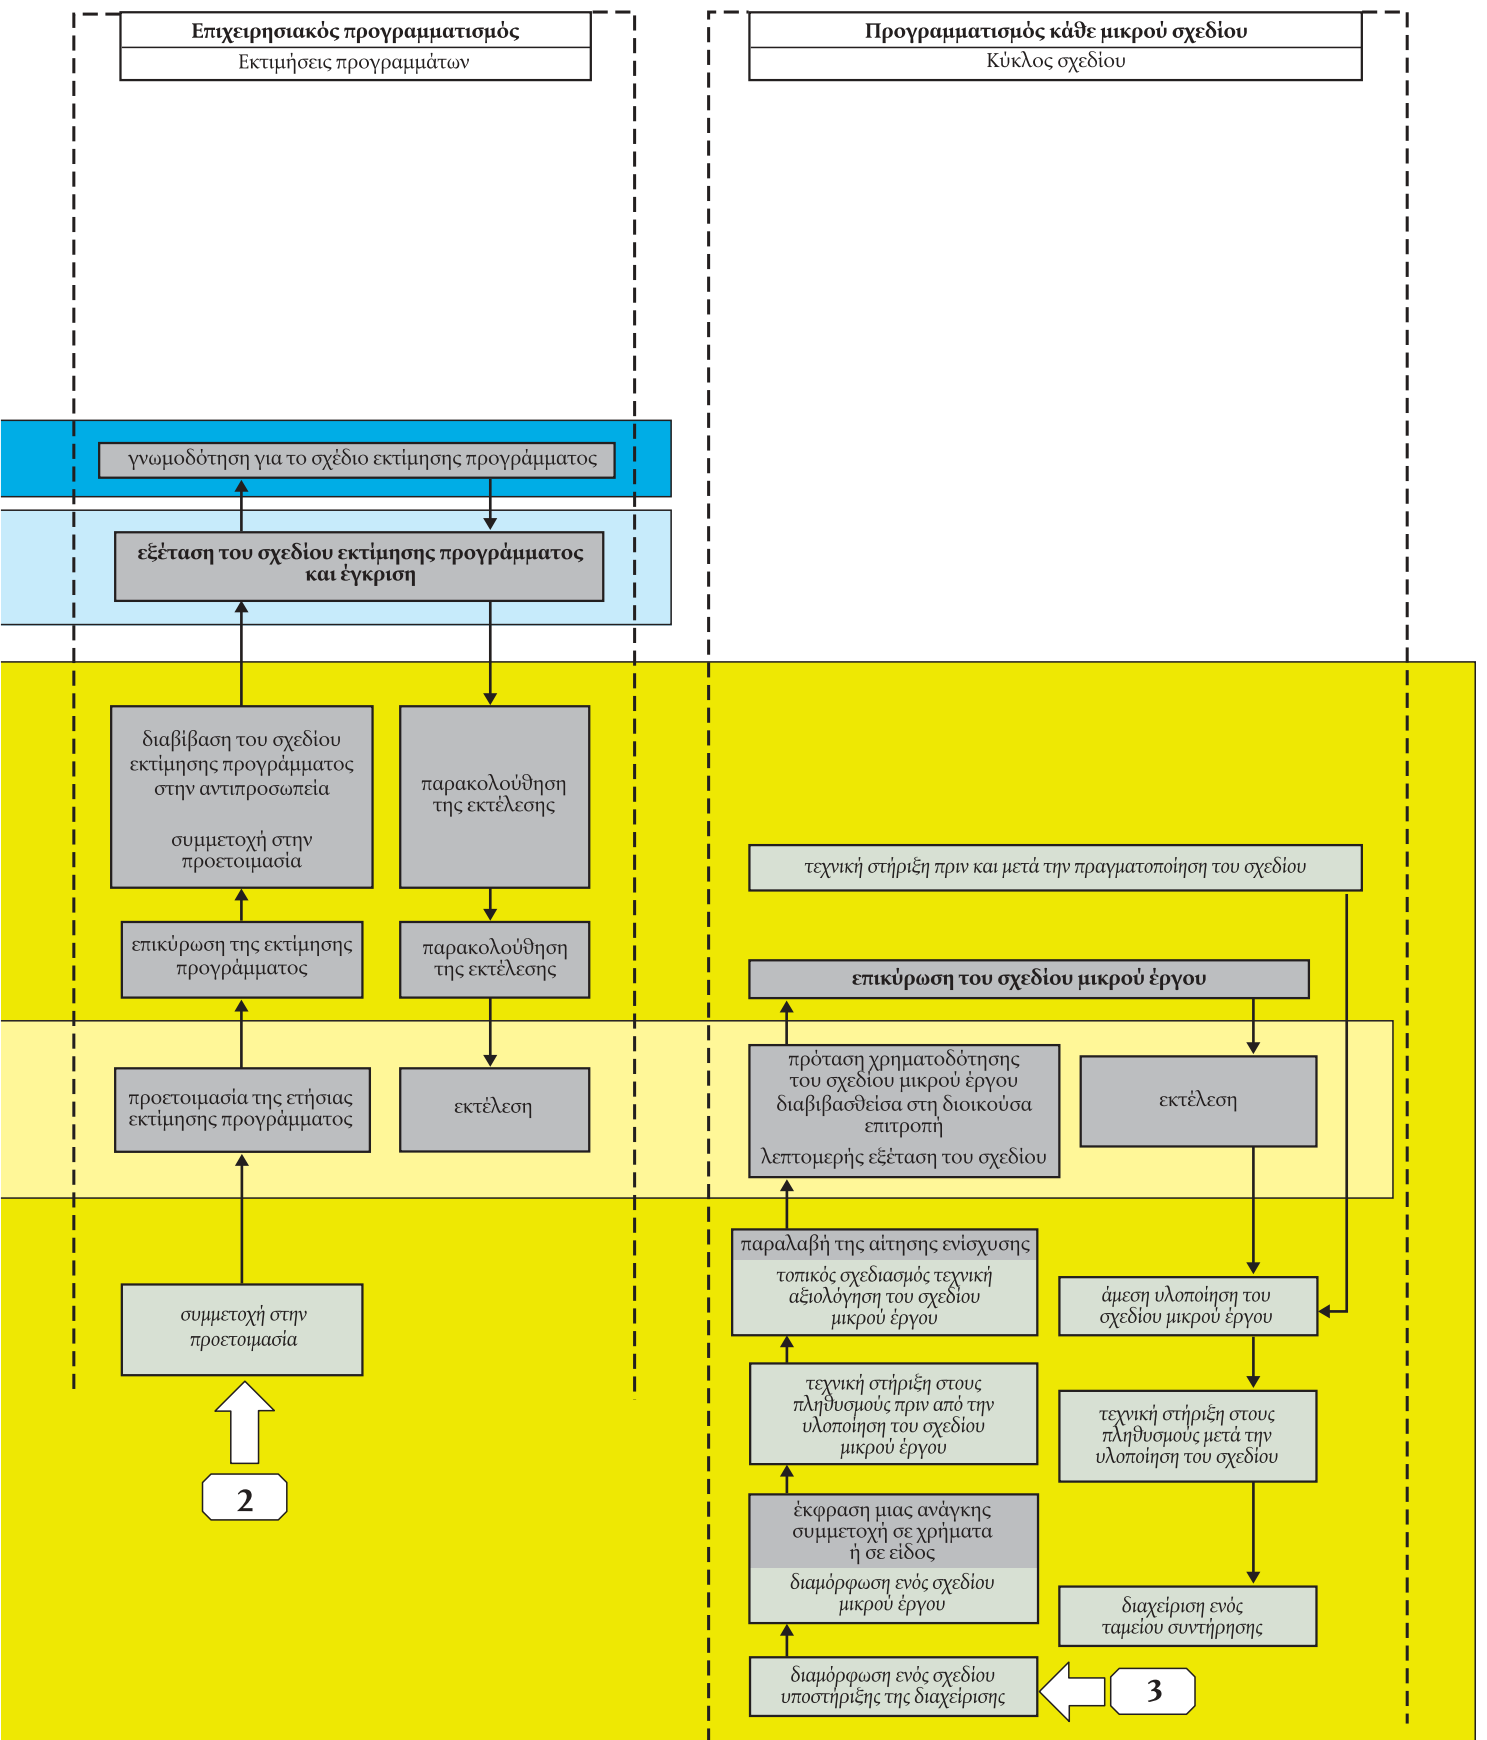 Επιχειρησιακός προγραμματισμός
Εκτιμήσεις προγραμμάτων
Προγραμματισμός κάθε μικρού σχεδίου
Κύκλος σχεδίου
γνωμοδότηση για το σχέδιο εκτίμησης προγράμματος
εξέταση του σχεδίου εκτίμησης προγράμματος
και έγκριση
διαβίβαση του σχεδίου
εκτίμησης προγράμματος
στην αντιπροσωπεία
συμμετοχή στην
προετοιμασία
παρακολούθηση
της εκτέλεσης
επικύρωση της εκτίμησης
προγράμματος
παρακολούθηση
της εκτέλεσης
προετοιμασία της ετήσιας
εκτίμησης προγράμματος
εκτέλεση
συμμετοχή στην
προετοιμασία
2
τεχνική στήριξη πριν και μετά την πραγματοποίηση του σχεδίου
επικύρωση του σχεδίου μικρού έργου
πρόταση χρηματοδότησης
του σχεδίου μικρού έργου
διαβιβασθείσα στη διοικούσα
επιτροπή
λεπτομερής εξέταση του σχεδίου
εκτέλεση
παραλαβή της αίτησης ενίσχυσης
τοπικός σχεδιασμός τεχνική
αξιολόγηση του σχεδίου
μικρού έργου
άμεση υλοποίηση του
σχεδίου μικρού έργου
τεχνική στήριξη στους
πληθυσμούς πριν από την
υλοποίηση του σχεδίου
μικρού έργου
τεχνική στήριξη στους
πληθυσμούς μετά την
υλοποίηση του σχεδίου
έκφραση μιας ανάγκης
συμμετοχή σε χρήματα
ή σε είδος
διαμόρφωση ενός σχεδίου
μικρού έργου
διαχείριση ενός
ταμείου συντήρησης
διαμόρφωση ενός σχεδίου
υποστήριξης της διαχείρισης
3